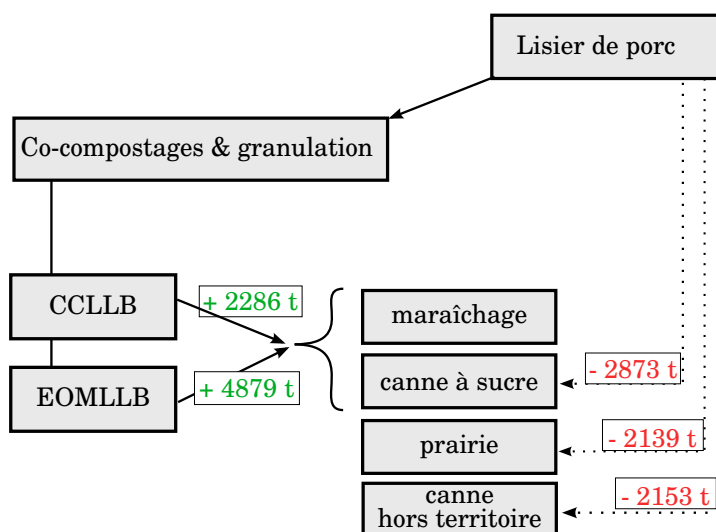 Lisier de porc
Co-compostages & granulation
CCLLB
+ 2286 t
maraîchage
EOMLLB
+ 4879 t
canne à sucre
- 2873 t
prairie
- 2139 t
canne
hors territoire
- 2153 t